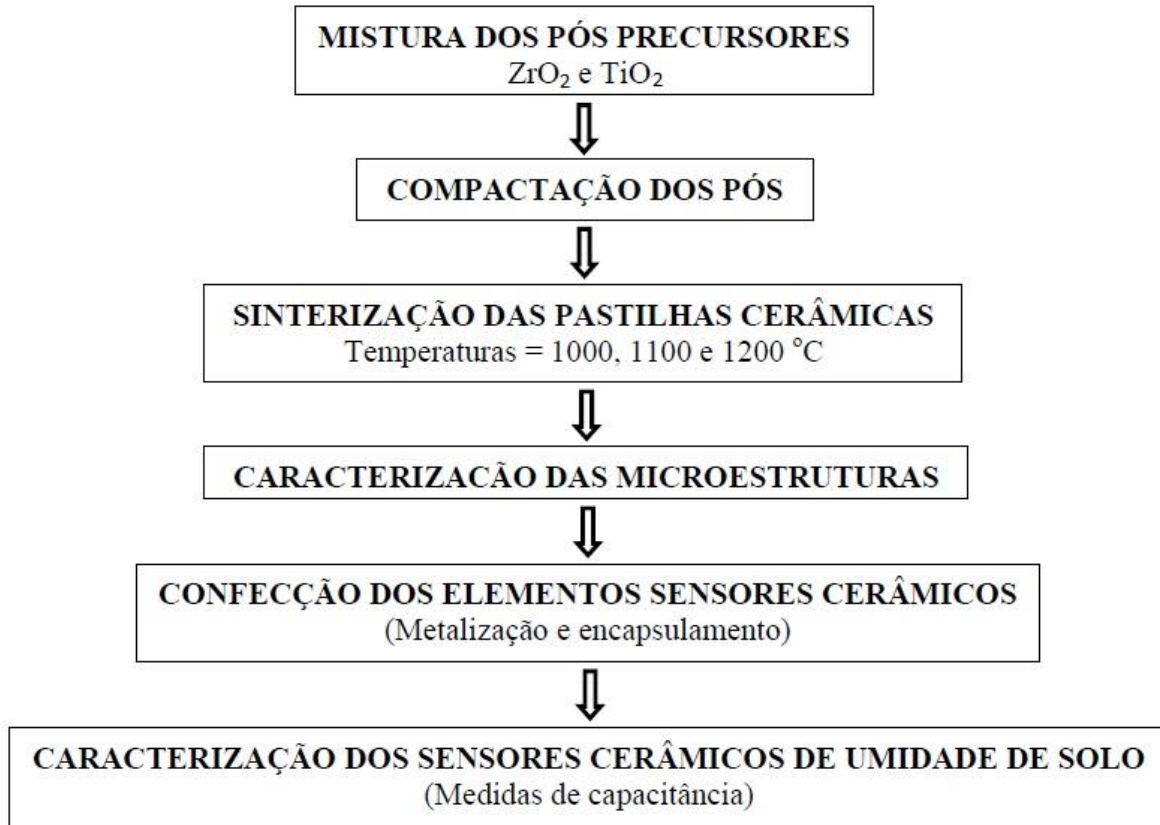 MISTURA DOS PÓS PRECURSORES
ZrO₂ e TiO₂
COMPACTAÇÃO DOS PÓS
SINTERIZAÇÃO DAS PASTILHAS CERÂMICAS
Temperaturas = 1000, 1100 e 1200 °C
CARACTERIZACÃO DAS MICROESTRUTURAS
CONFECÇÃO DOS ELEMENTOS SENSORES CERÂMICOS
(Metalização e encapsulamento)
CARACTERIZAÇÃO DOS SENSORES CERÂMICOS DE UMIDADE DE SOLO
(Medidas de capacitância)